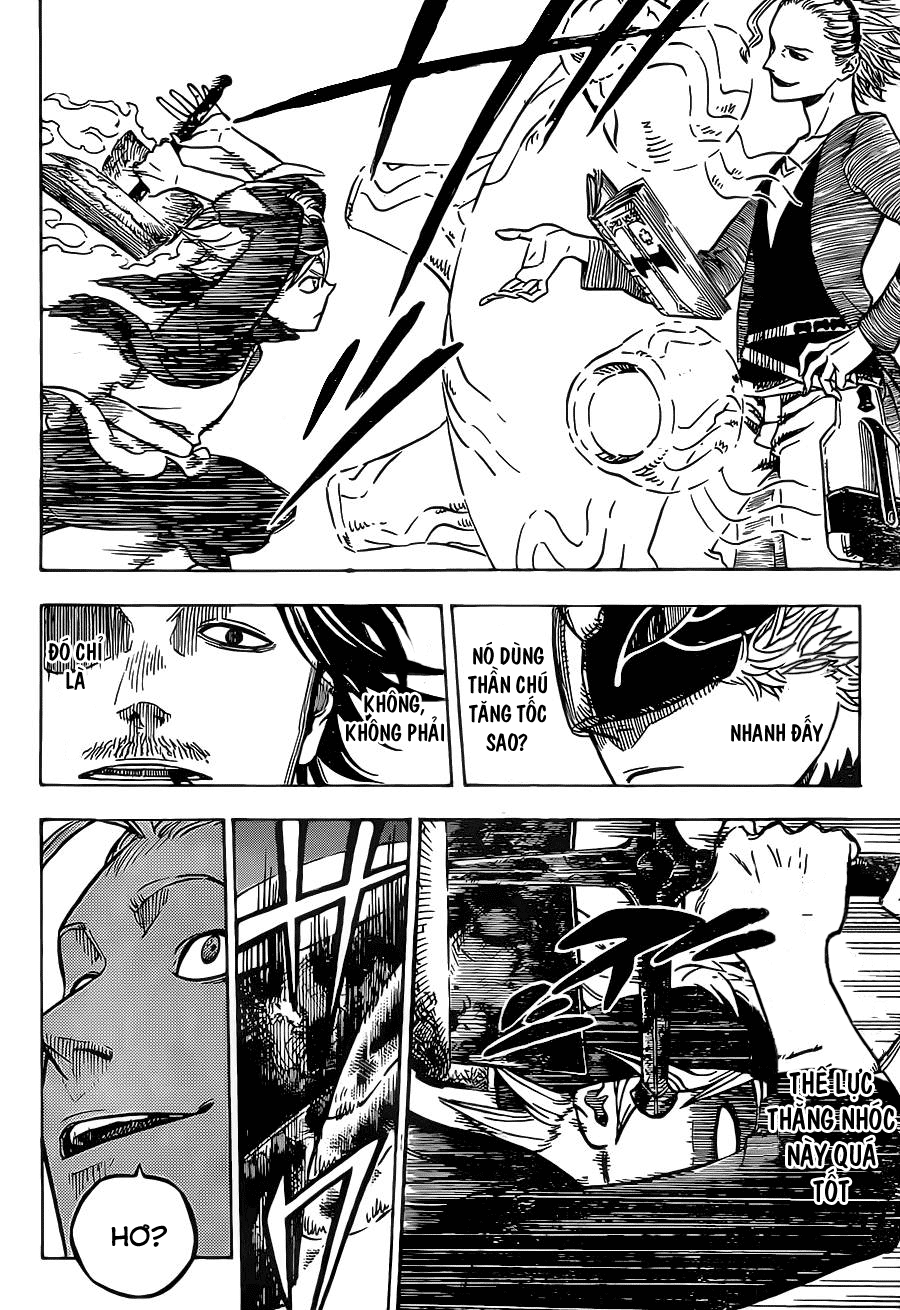 NÓ DÙNG
THẦN CHÚ
TĂNG TỐC
SAO?
NHANH ĐẤY
ĐÓ CHỈ
LÀ
KHÔNG,
KHÔNG PHẢI
THỂ LỰC
THẰNG NHÓC
NÀY QUÁ
TỐT
HƠ?